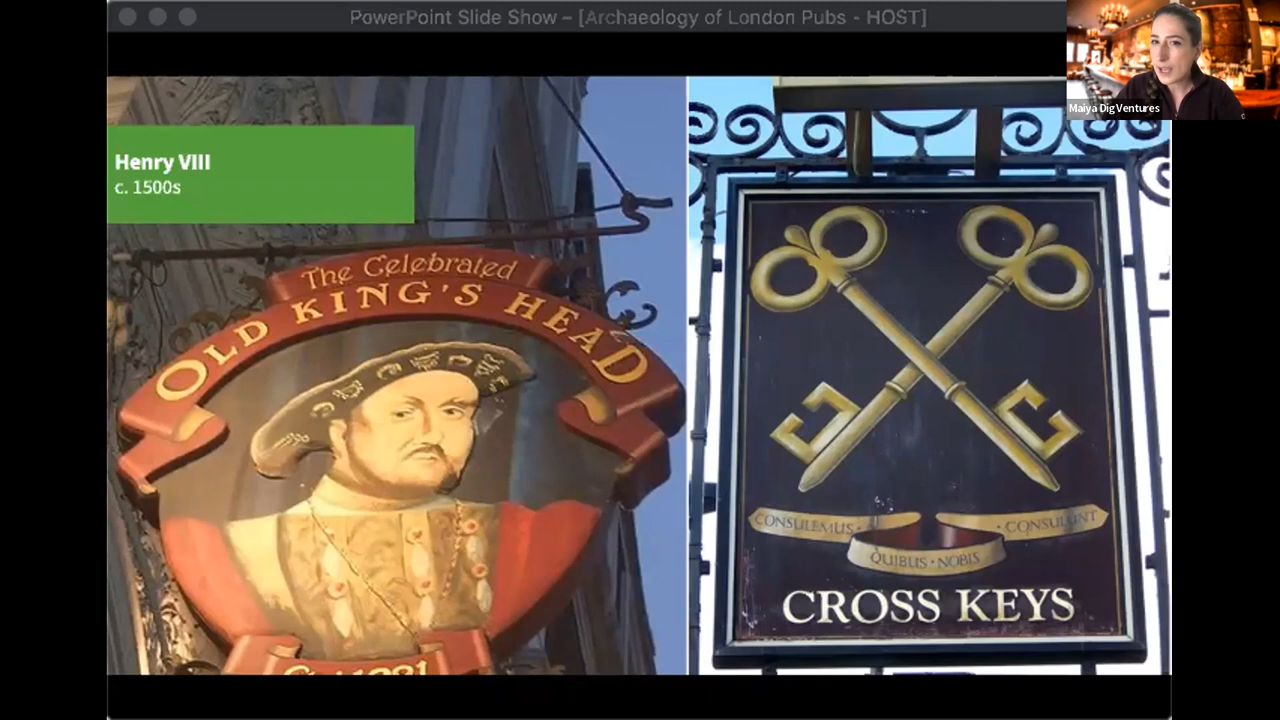 PowerPoint Slide Show – [Archaeology of London Pubs - HOST]
Maiya DigVentures
Henry VIII
c. 1500s
The Celebrated
OLD KING'S HEAD
CONSULEMUS ·
QUIBUS · NOBIS
· CONSULUNT
CROSS KEYS